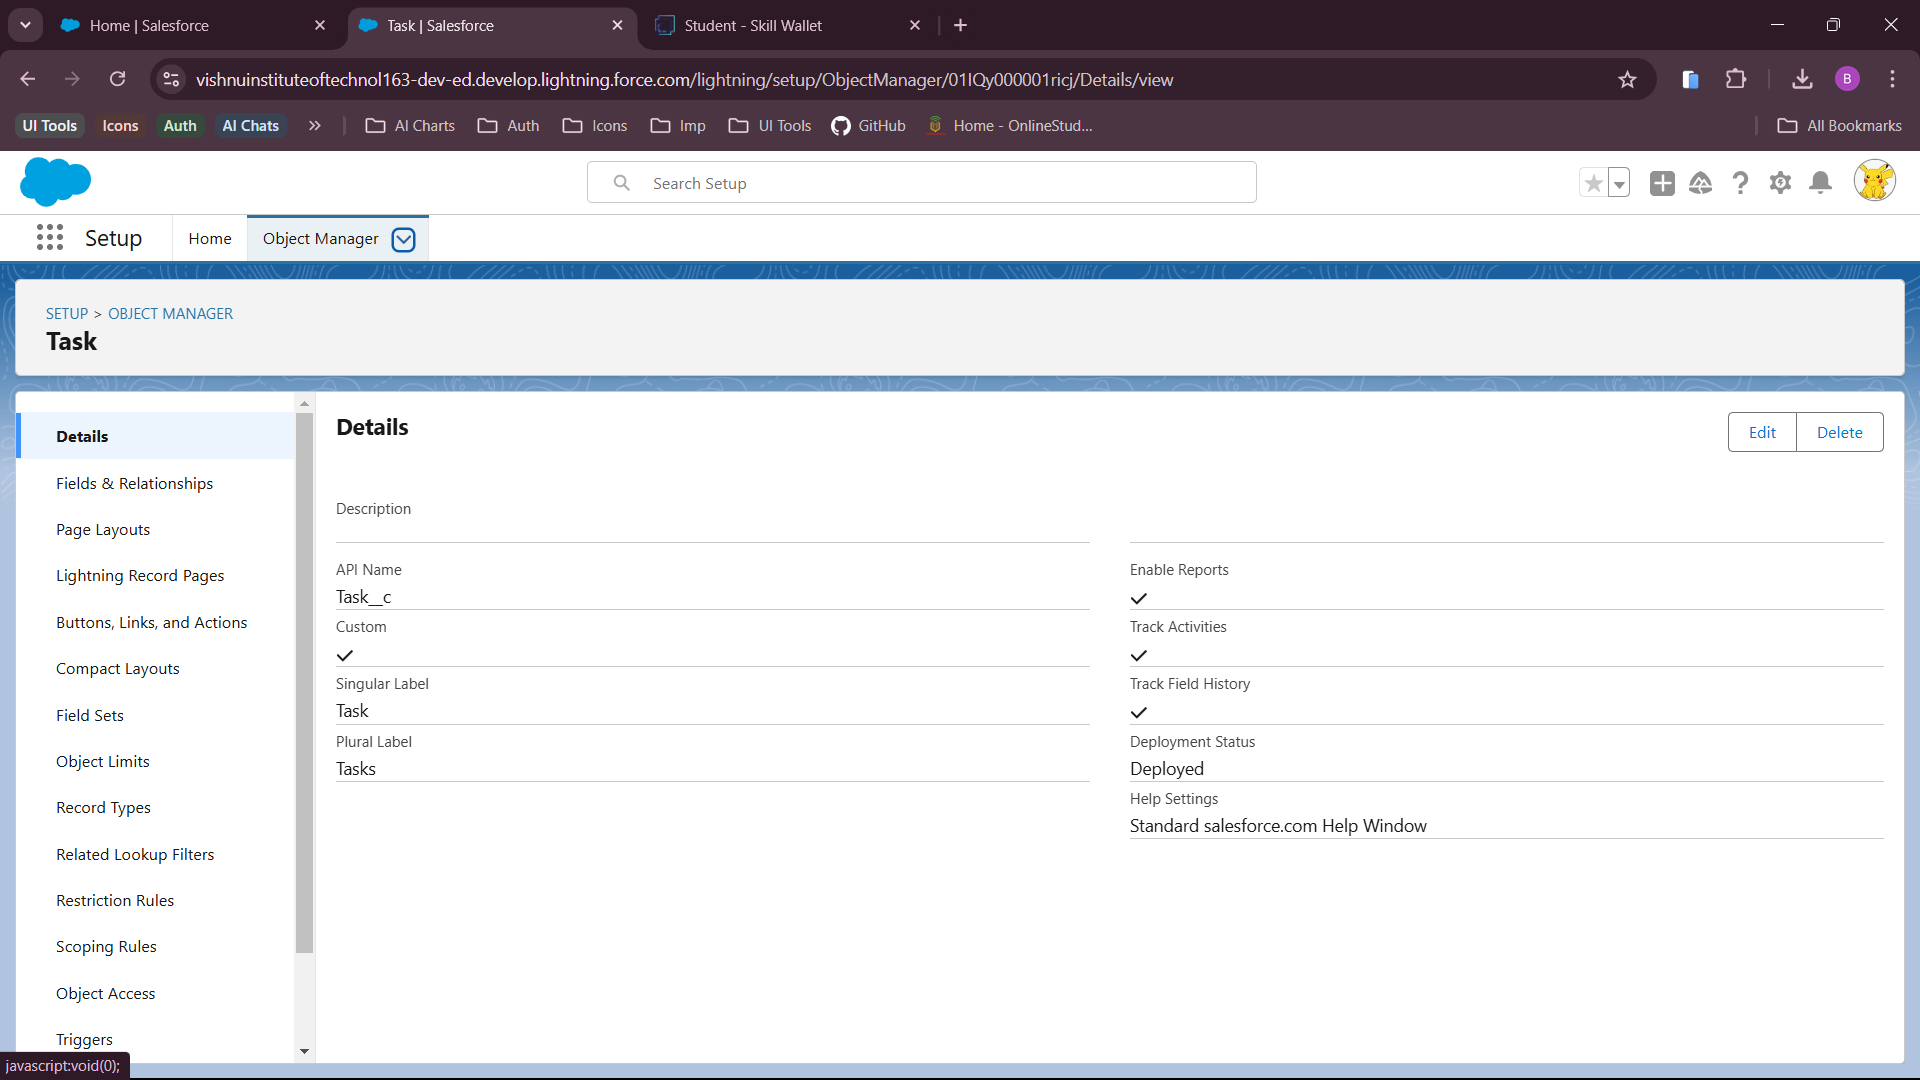 Home | Salesforce
Task | Salesforce
Student - Skill Wallet
vishnuinstituteoftechnol163-dev-ed.develop.lightning.force.com/lightning/setup/ObjectManager/01IQy000001ricj/Details/view
B
UI Tools
Icons
Auth
AI Chats
AI Charts
Auth
Icons
Imp
UI Tools
GitHub
Home - OnlineStud...
All Bookmarks
Search Setup
Setup
Home
Object Manager
SETUP > OBJECT MANAGER
Task
Details
Fields & Relationships
Page Layouts
Lightning Record Pages
Buttons, Links, and Actions
Compact Layouts
Field Sets
Object Limits
Record Types
Related Lookup Filters
Restriction Rules
Scoping Rules
Object Access
Triggers
Details
Edit
Delete
Description
API Name
Task__c
Custom
Singular Label
Task
Plural Label
Tasks
Enable Reports
Track Activities
Track Field History
Deployment Status
Deployed
Help Settings
Standard salesforce.com Help Window
javascript:void(0);